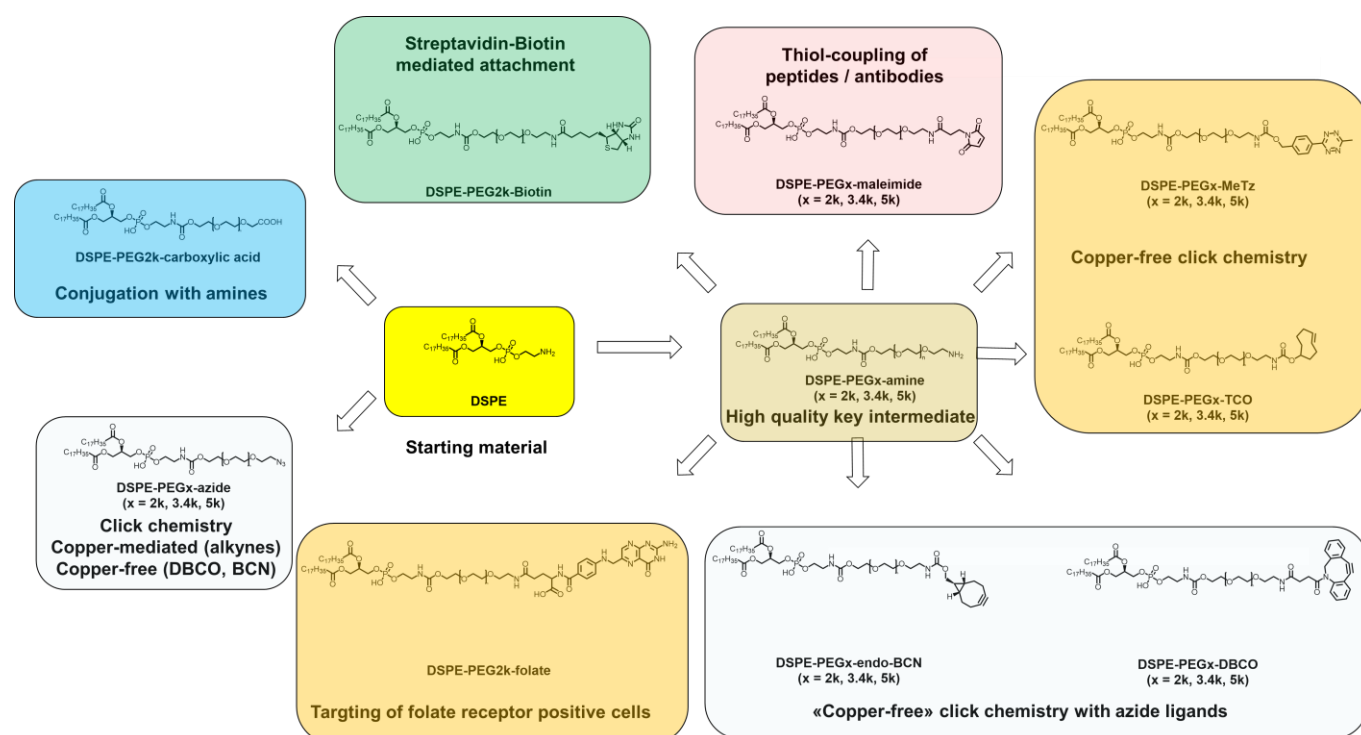 Streptavidin-Biotin
mediated attachment
DSPE-PEG2k-Biotin
Thiol-coupling of
peptides / antibodies
DSPE-PEGx-maleimide
(x = 2k, 3.4k, 5k)
DSPE-PEGx-MeTz
(x = 2k, 3.4k, 5k)
Copper-free click chemistry
DSPE-PEGx-TCO
(x = 2k, 3.4k, 5k)
DSPE-PEG2k-carboxylic acid
Conjugation with amines
DSPE
Starting material
DSPE-PEGx-amine
(x = 2k, 3.4k, 5k)
High quality key intermediate
DSPE-PEGx-azide
(x = 2k, 3.4k, 5k)
Click chemistry
Copper-mediated (alkynes)
Copper-free (DBCO, BCN)
DSPE-PEG2k-folate
Targting of folate receptor positive cells
DSPE-PEGx-endo-BCN
(x = 2k, 3.4k, 5k)
DSPE-PEGx-DBCO
(x = 2k, 3.4k, 5k)
«Copper-free» click chemistry with azide ligands